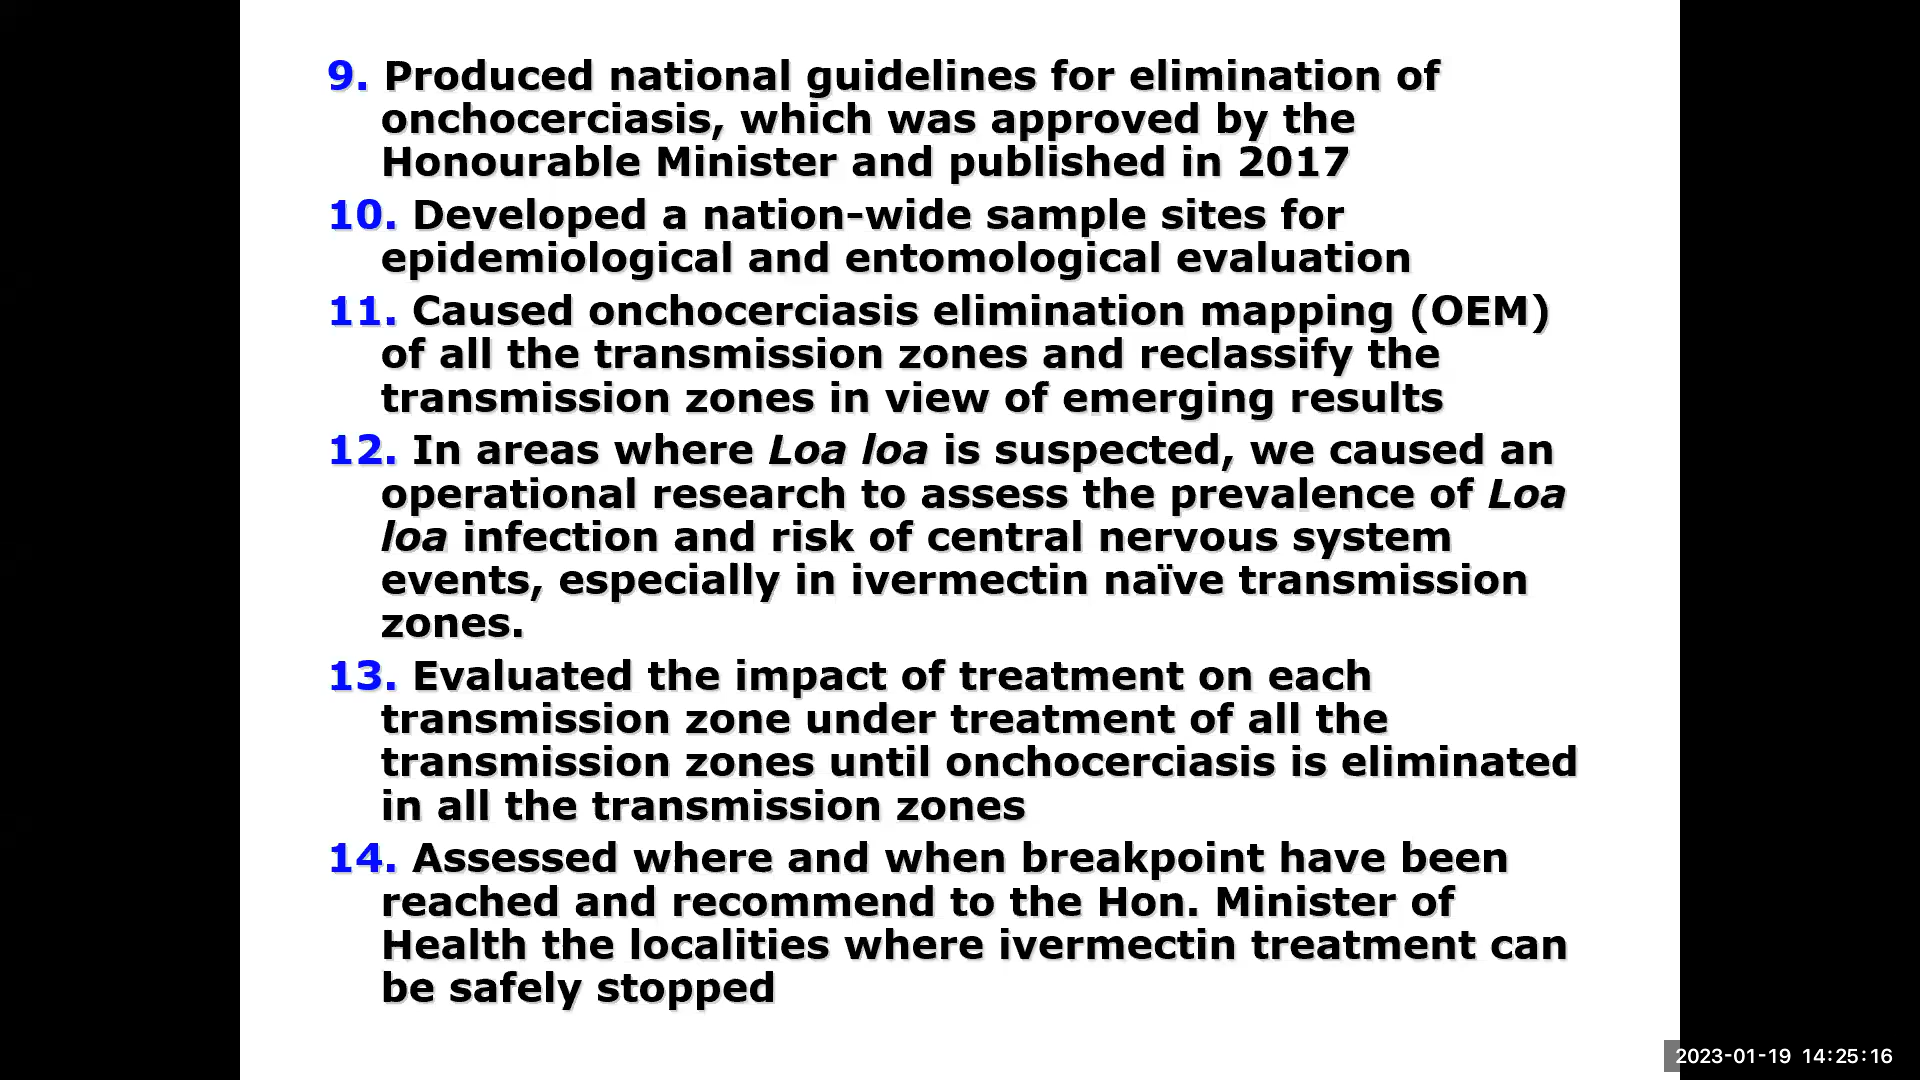 9. Produced national guidelines for elimination of
onchocerciasis, which was approved by the
Honourable Minister and published in 2017
10. Developed a nation-wide sample sites for
epidemiological and entomological evaluation
11. Caused onchocerciasis elimination mapping (OEM)
of all the transmission zones and reclassify the
transmission zones in view of emerging results
12. In areas where Loa loa is suspected, we caused an
operational research to assess the prevalence of Loa
loa infection and risk of central nervous system
events, especially in ivermectin naïve transmission
zones.
13. Evaluated the impact of treatment on each
transmission zone under treatment of all the
transmission zones until onchocerciasis is eliminated
in all the transmission zones
14. Assessed where and when breakpoint have been
reached and recommend to the Hon. Minister of
Health the localities where ivermectin treatment can
be safely stopped
2023-01-19 14:25:16